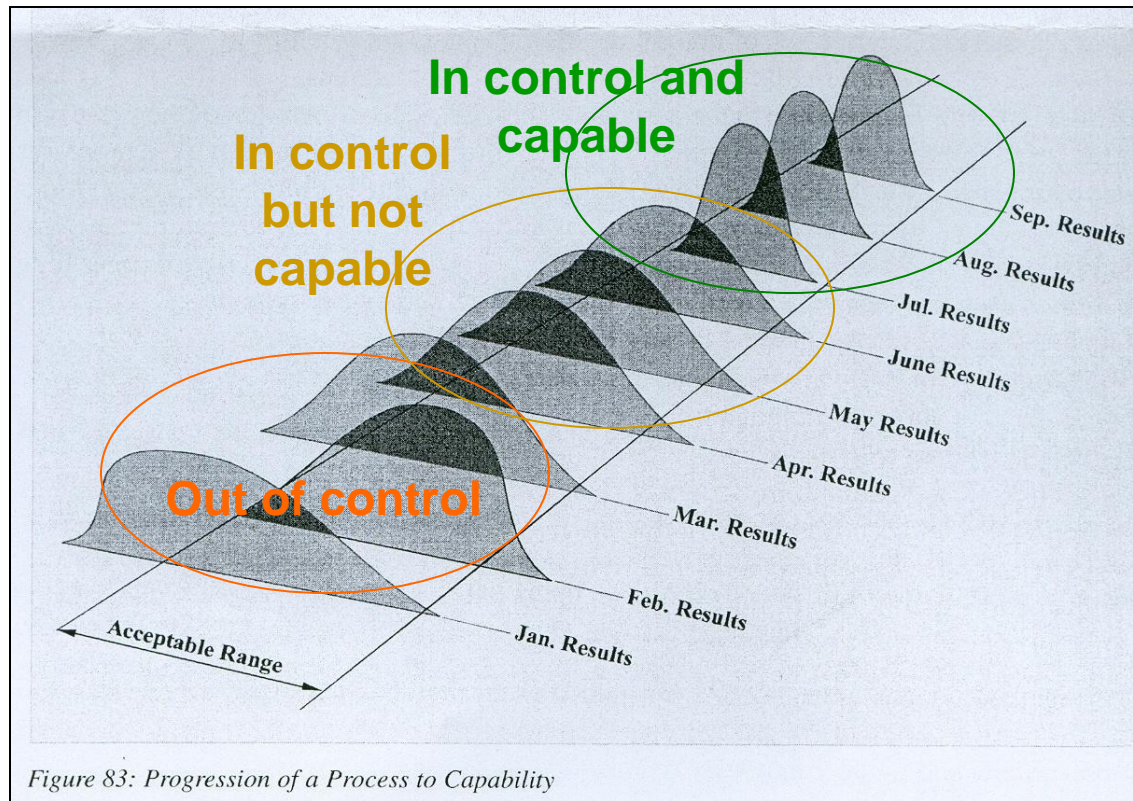 In control and
capable
In control
but not
capable
Out of control
Sep. Results
Aug. Results
Jul. Results
June Results
May Results
Apr. Results
Mar. Results
Feb. Results
Jan. Results
Acceptable Range
Figure 83: Progression of a Process to Capability